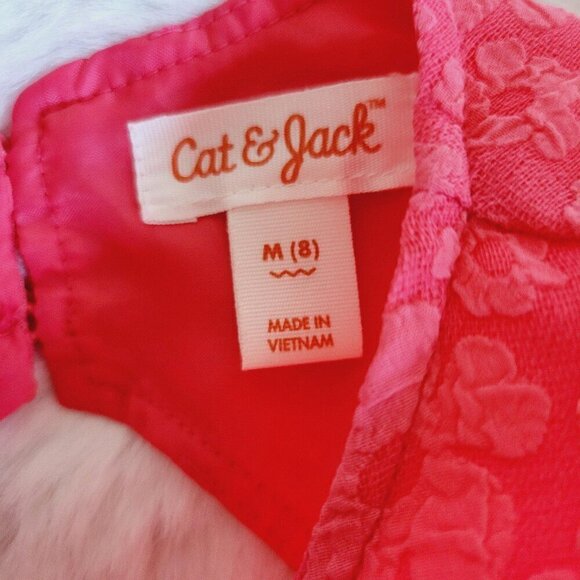 Cat & Jack™
M (8)
MADE IN
VIETNAM